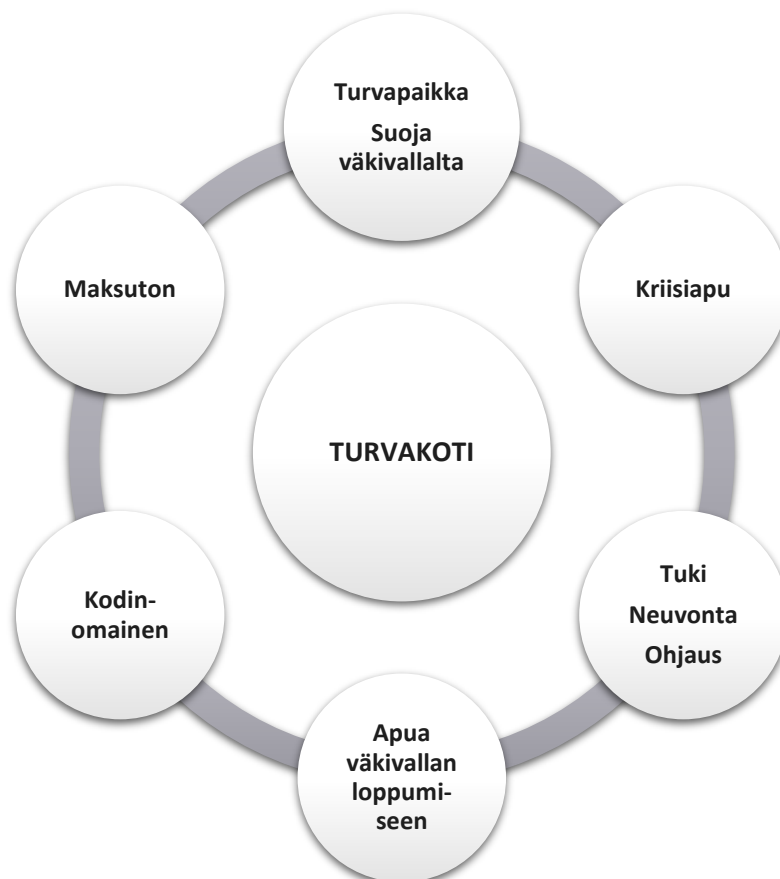 Turvapaikka
Suoja
väkivallalta
Kriisiapu
Tuki
Neuvonta
Ohjaus
Apua
väkivallan
loppumi-
seen
Kodin-
omainen
Maksuton
TURVAKOTI